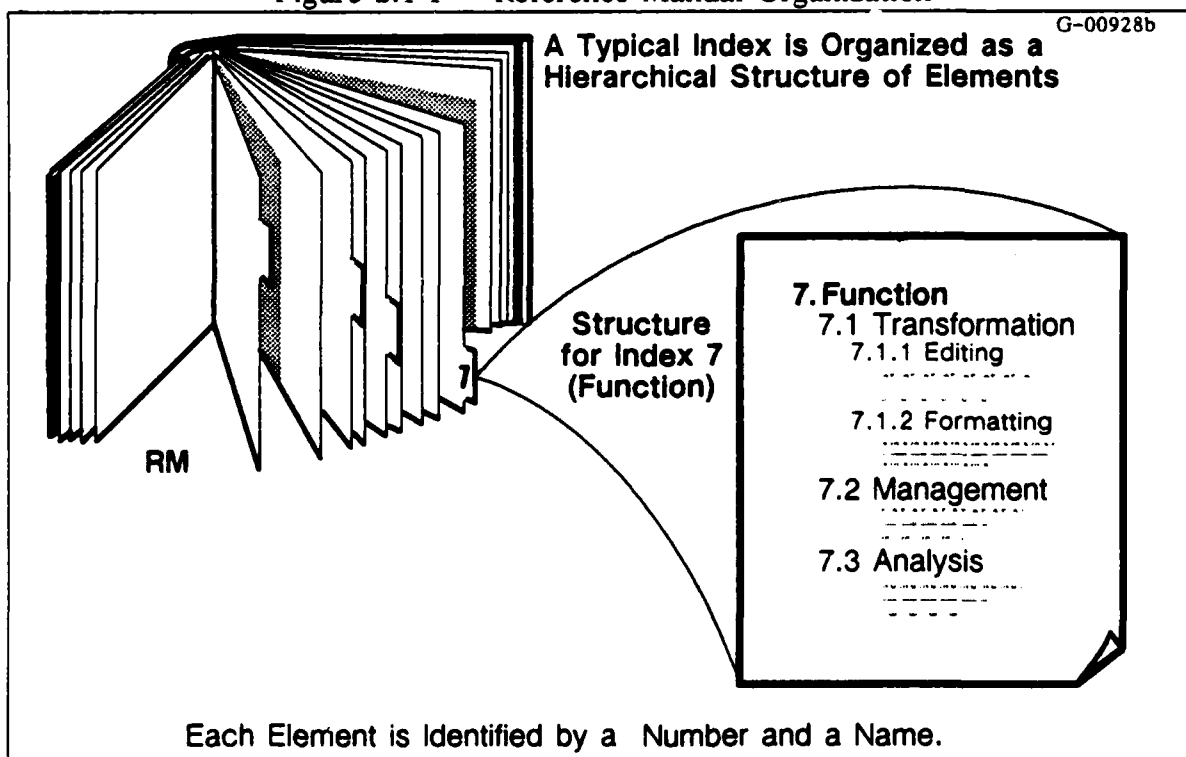 G-00928b
A Typical Index is Organized as a
Hierarchical Structure of Elements
Structure
for Index 7
(Function)
7
RM
7. Function
7.1 Transformation
7.1.1 Editing
7.1.2 Formatting
7.2 Management
7.3 Analysis
Each Element is Identified by a Number and a Name.